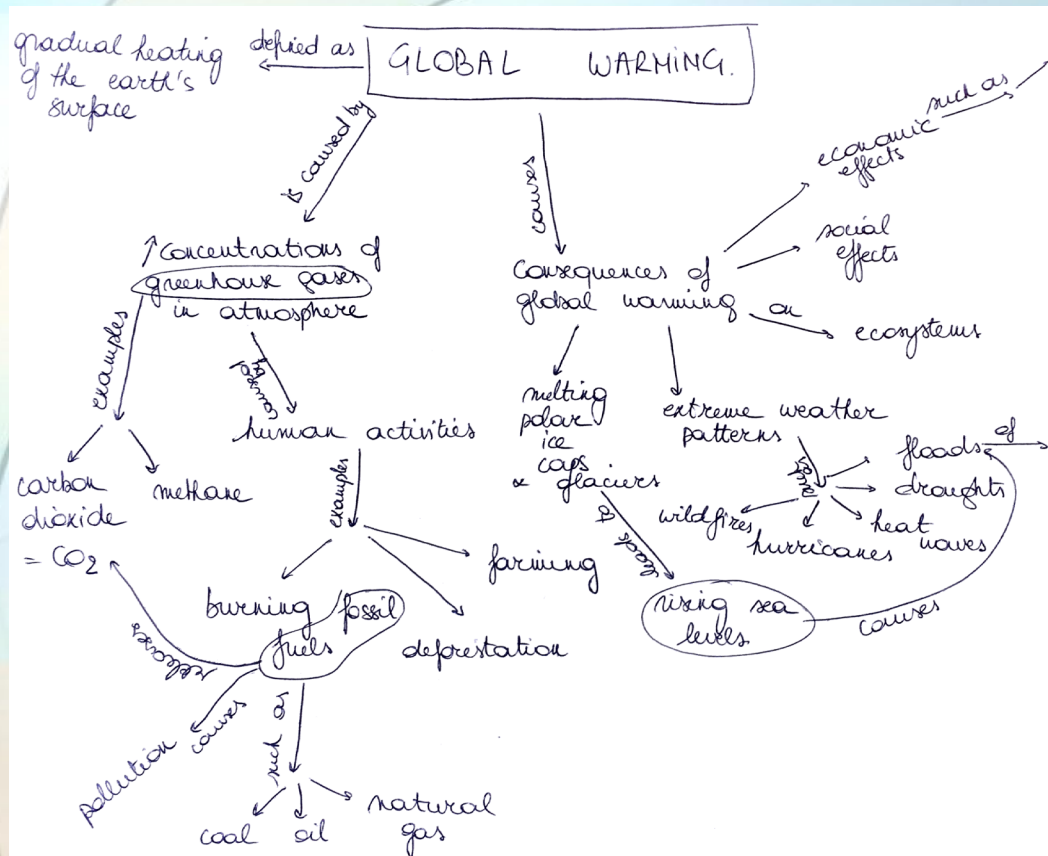 GLOBAL WARMING.
defined as
gradual heating
of the earth's
surface
is caused by
↑ concentrations of
greenhouse gases
in atmosphere
examples
carbon
dioxide
= CO₂
methane
caused by
human activities
examples
burning fossil
fuels
deforestation
farming
releases
causes
pollution
such as
coal
oil
natural
gas
causes
consequences of
global warming
economic
effects
such as
social
effects
on
ecosystems
melting
polar
ice
caps
& glaciers
leads to
rising sea
levels
causes
extreme weather
patterns
wildfires
hurricanes
heat
waves
droughts
floods
of